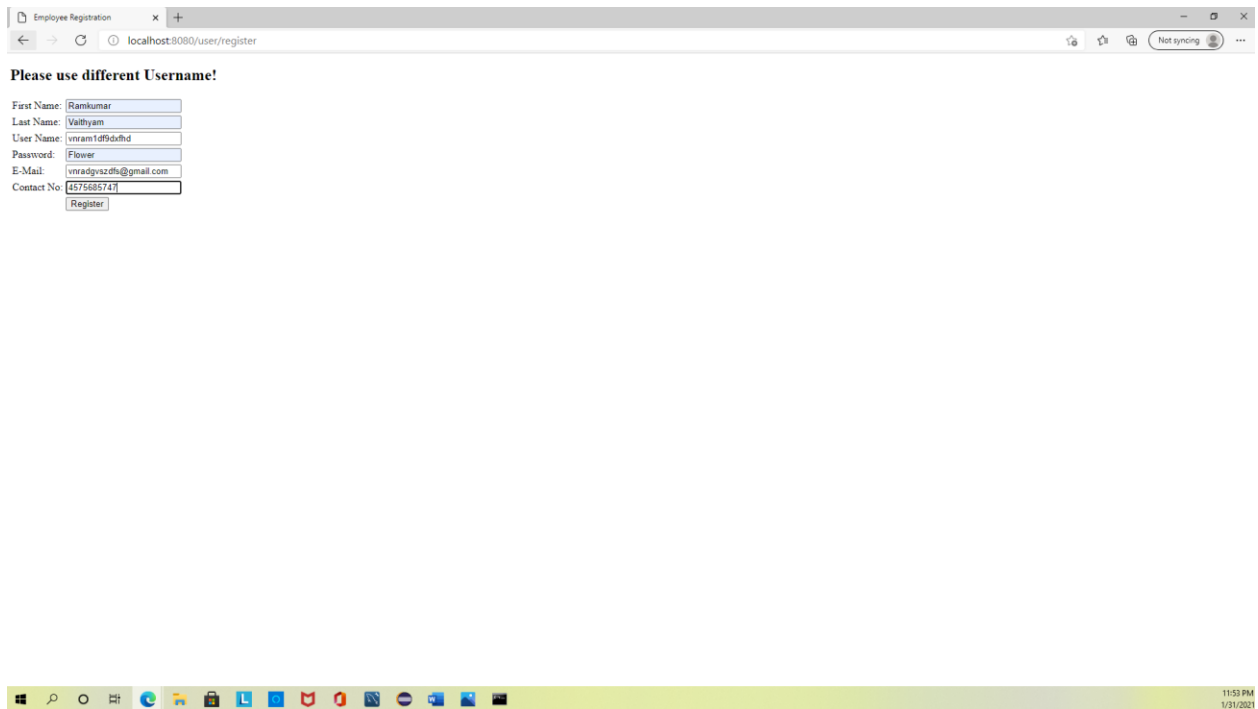 Employee Registration
localhost:8080/user/register
Not syncing
Please use different Username!
First Name: Ramkumar
Last Name: Vaithyam
User Name: vnram1df9dxfhd
Password: Flower
E-Mail: vnradgvszdfs@gmail.com
Contact No: 4575685747
Register
11:53 PM
1/31/2021